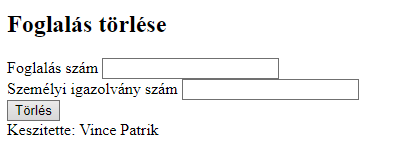 Foglalás törlése
Foglalás szám
Személyi igazolvány szám
Törlés
Keszitette: Vince Patrik